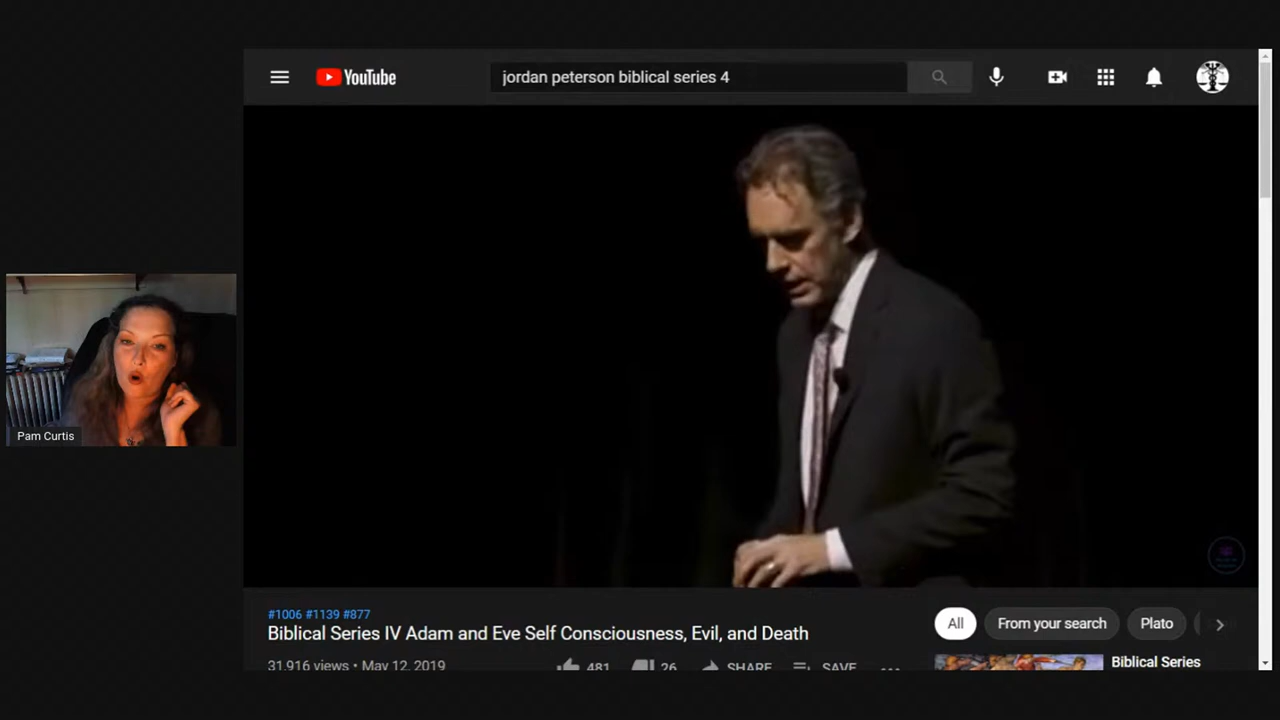 YouTube
jordan peterson biblical series 4
Pam Curtis
#1006 #1139 #877
Biblical Series IV Adam and Eve Self Consciousness, Evil, and Death
31,916 views • May 12, 2019
481
26
SHARE
SAVE
All
From your search
Plato
Biblical Series